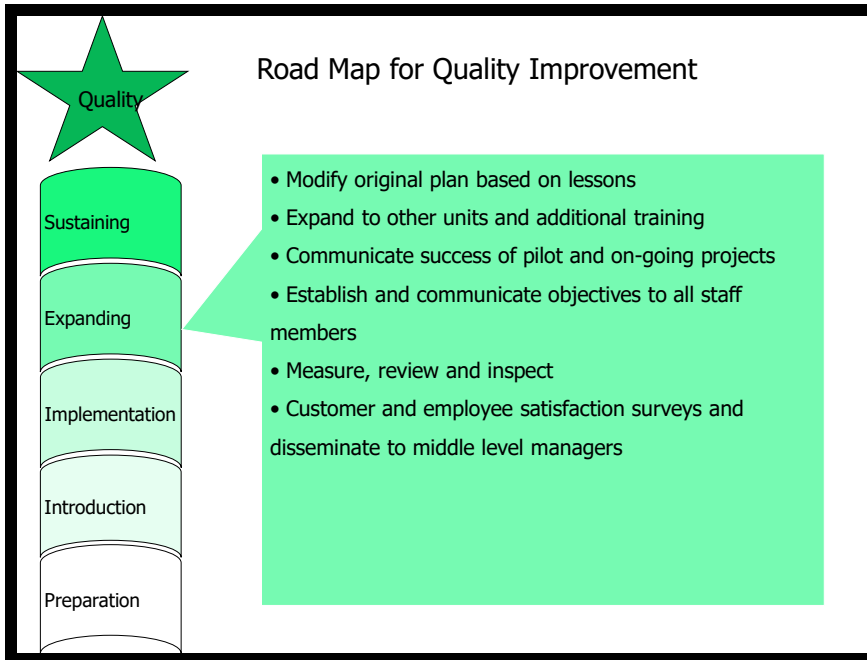 Road Map for Quality Improvement
Quality
Sustaining
Expanding
Implementation
Introduction
Preparation
• Modify original plan based on lessons
• Expand to other units and additional training
• Communicate success of pilot and on-going projects
• Establish and communicate objectives to all staff
members
• Measure, review and inspect
• Customer and employee satisfaction surveys and
disseminate to middle level managers